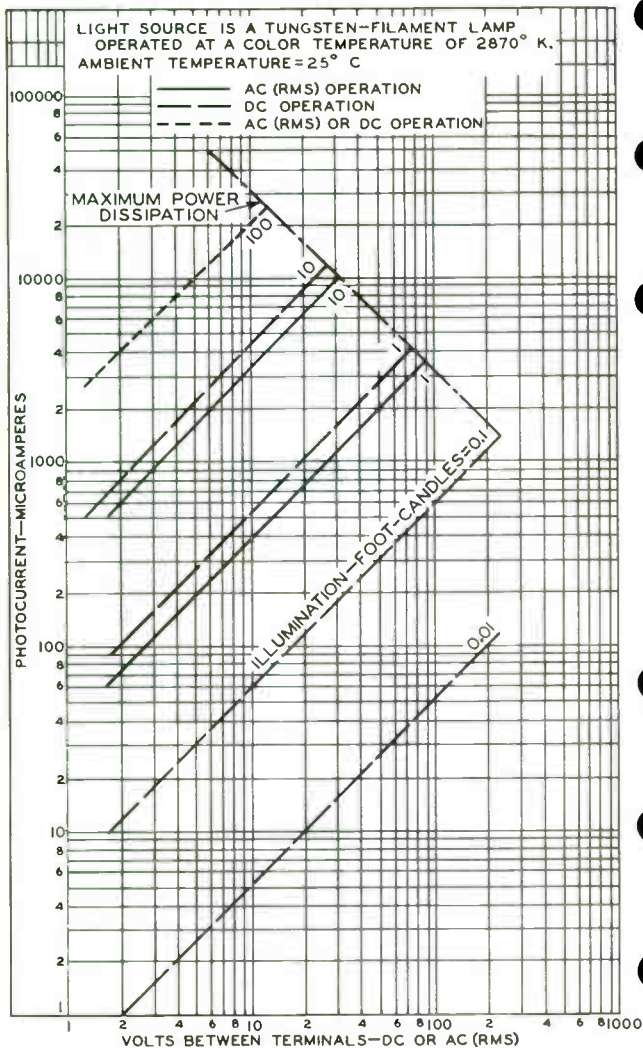 LIGHT SOURCE IS A TUNGSTEN-FILAMENT LAMP
OPERATED AT A COLOR TEMPERATURE OF 2870° K.
AMBIENT TEMPERATURE=25° C
AC (RMS) OPERATION
DC OPERATION
AC (RMS) OR DC OPERATION
MAXIMUM POWER
DISSIPATION
100
10
10
1
1
ILLUMINATION-FOOT-CANDLES=0.1
0.01
PHOTOCURRENT—MICROAMPERES
100000
8
6
4
2
10000
8
6
4
2
1000
8
6
4
2
100
8
6
4
2
10
8
6
4
2
1
1 2 4 6 8 10 2 4 6 8 100 2 4 6 8 1000
VOLTS BETWEEN TERMINALS—DC OR AC (RMS)